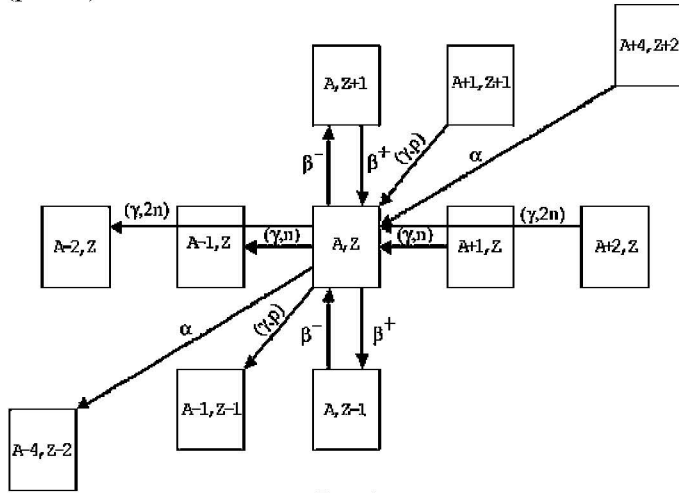 A+4,Z+2
A,Z+1
A+1,Z+1
β⁻
β⁺
(γ,p)
α
(γ,2n)
(γ,2n)
A-2,Z
A-1,Z
(γ,n)
A,Z
(γ,n)
A+1,Z
A+2,Z
α
(γ,p)
β⁻
β⁺
A-4,Z-2
A-1,Z-1
A,Z-1